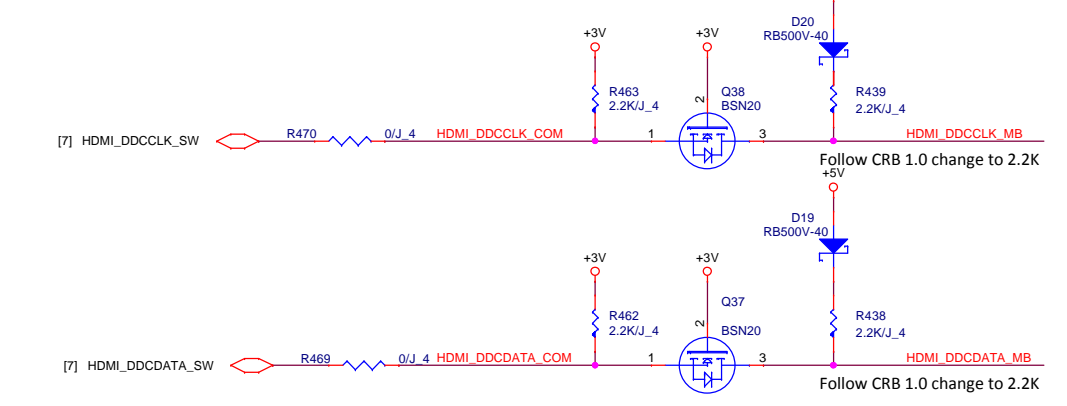 D20
RB500V-40
+3V
+3V
R463
2.2K/J_4
2
Q38
BSN20
R439
2.2K/J_4
[7] HDMI_DDCCLK_SW
R470
0/J_4
HDMI_DDCCLK_COM
1
3
HDMI_DDCCLK_MB
Follow CRB 1.0 change to 2.2K
+5V
D19
RB500V-40
+3V
+3V
R462
2.2K/J_4
2
Q37
BSN20
R438
2.2K/J_4
[7] HDMI_DDCDATA_SW
R469
0/J_4
HDMI_DDCDATA_COM
1
3
HDMI_DDCDATA_MB
Follow CRB 1.0 change to 2.2K